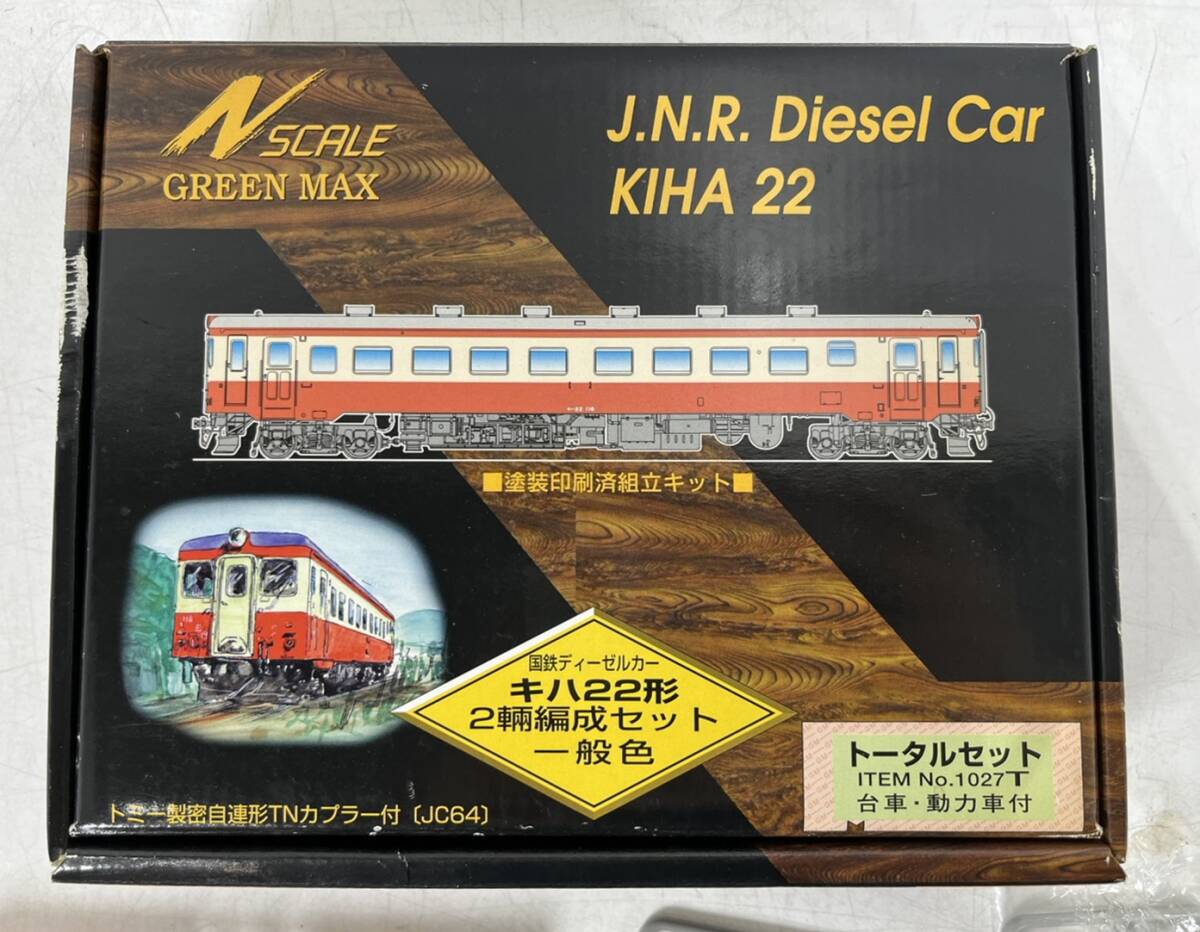 N SCALE
GREEN MAX
J.N.R. Diesel Car
KIHA 22
■塗装印刷済組立キット■
国鉄ディーゼルカー
キハ22形
2輛編成セット
一般色
トータルセット
ITEM No.1027T
台車・動力車付
トミー製密自連形TNカプラー付〔JC64〕